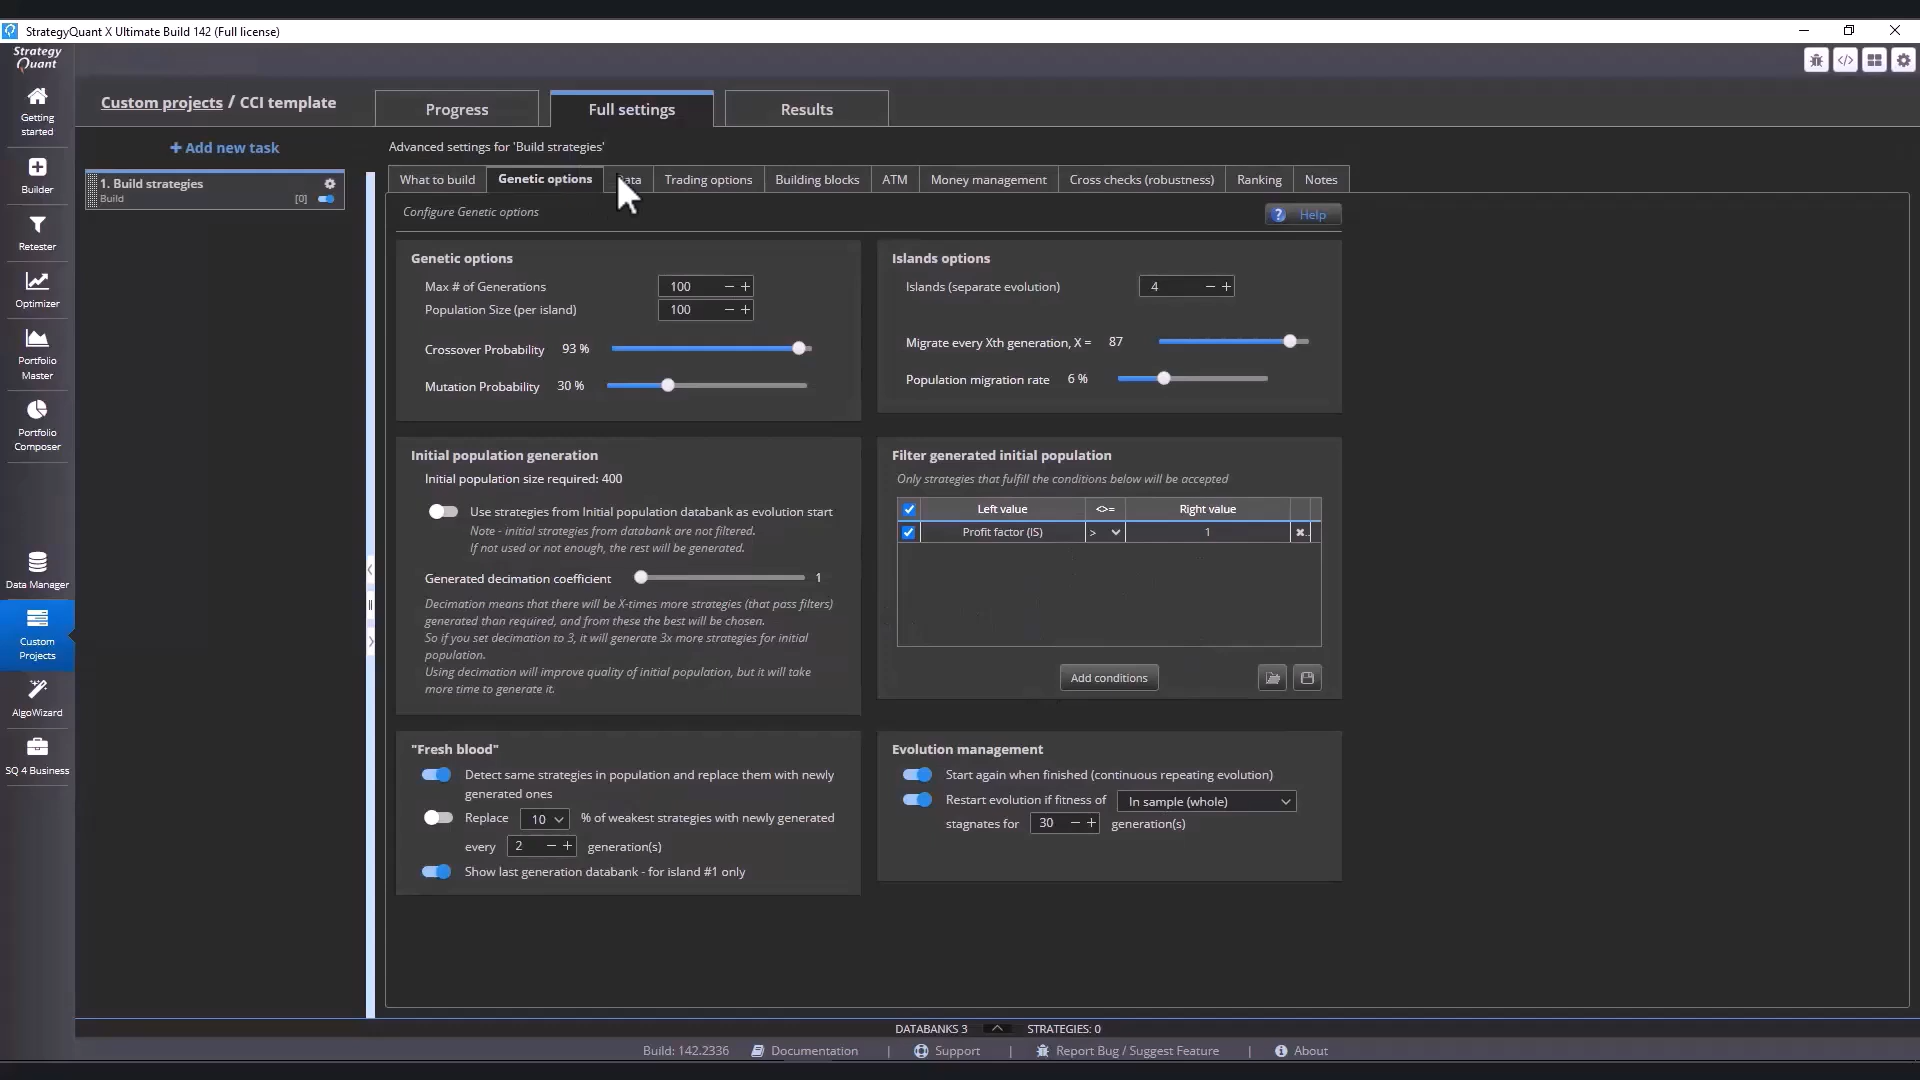 StrategyQuant X Ultimate Build 142 (Full license)
Strategy
Quant
Getting
started
Builder
Retester
Optimizer
Portfolio
Master
Portfolio
Composer
Data Manager
Custom
Projects
AlgoWizard
SQ 4 Business
Custom projects / CCI template
Progress
Full settings
Results
+ Add new task
1. Build strategies
Build
[0]
Advanced settings for 'Build strategies'
What to build
Genetic options
Trading options
Building blocks
ATM
Money management
Cross checks (robustness)
Ranking
Notes
Configure Genetic options
? Help
Genetic options
Max # of Generations 100 − +
Population Size (per island) 100 − +
Crossover Probability 93 %
Mutation Probability 30 %
Islands options
Islands (separate evolution) 4 − +
Migrate every Xth generation, X = 87
Population migration rate 6 %
Initial population generation
Initial population size required: 400
Use strategies from Initial population databank as evolution start
Note - initial strategies from databank are not filtered.
If not used or not enough, the rest will be generated.
Generated decimation coefficient 1
Decimation means that there will be X-times more strategies (that pass filters)
generated than required, and from these the best will be chosen.
So if you set decimation to 3, it will generate 3x more strategies for initial
population.
Using decimation will improve quality of initial population, but it will take
more time to generate it.
Filter generated initial population
Only strategies that fulfill the conditions below will be accepted
Left value <>= Right value
Profit factor (IS) > 1
Add conditions
"Fresh blood"
Detect same strategies in population and replace them with newly
generated ones
Replace 10 % of weakest strategies with newly generated
every 2 − + generation(s)
Show last generation databank - for island #1 only
Evolution management
Start again when finished (continuous repeating evolution)
Restart evolution if fitness of In sample (whole)
stagnates for 30 − + generation(s)
DATABANKS 3 STRATEGIES: 0
Build: 142.2336 Documentation | Support | Report Bug / Suggest Feature | About